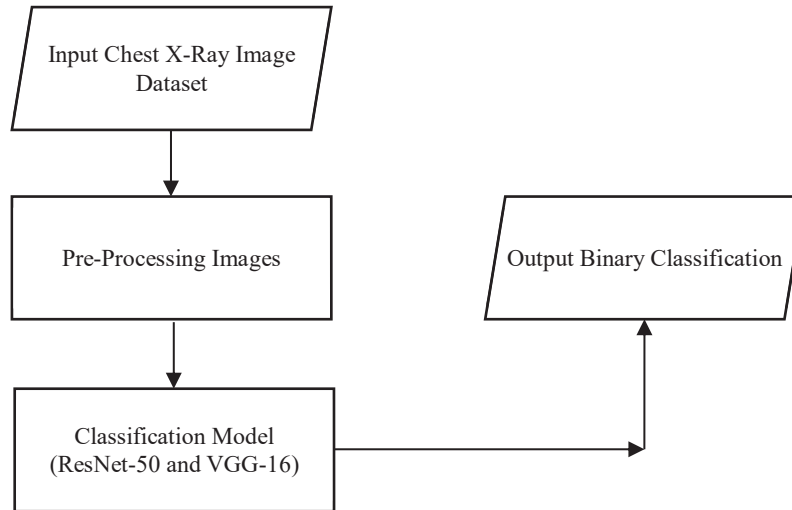 Input Chest X-Ray Image
Dataset
Pre-Processing Images
Classification Model
(ResNet-50 and VGG-16)
Output Binary Classification